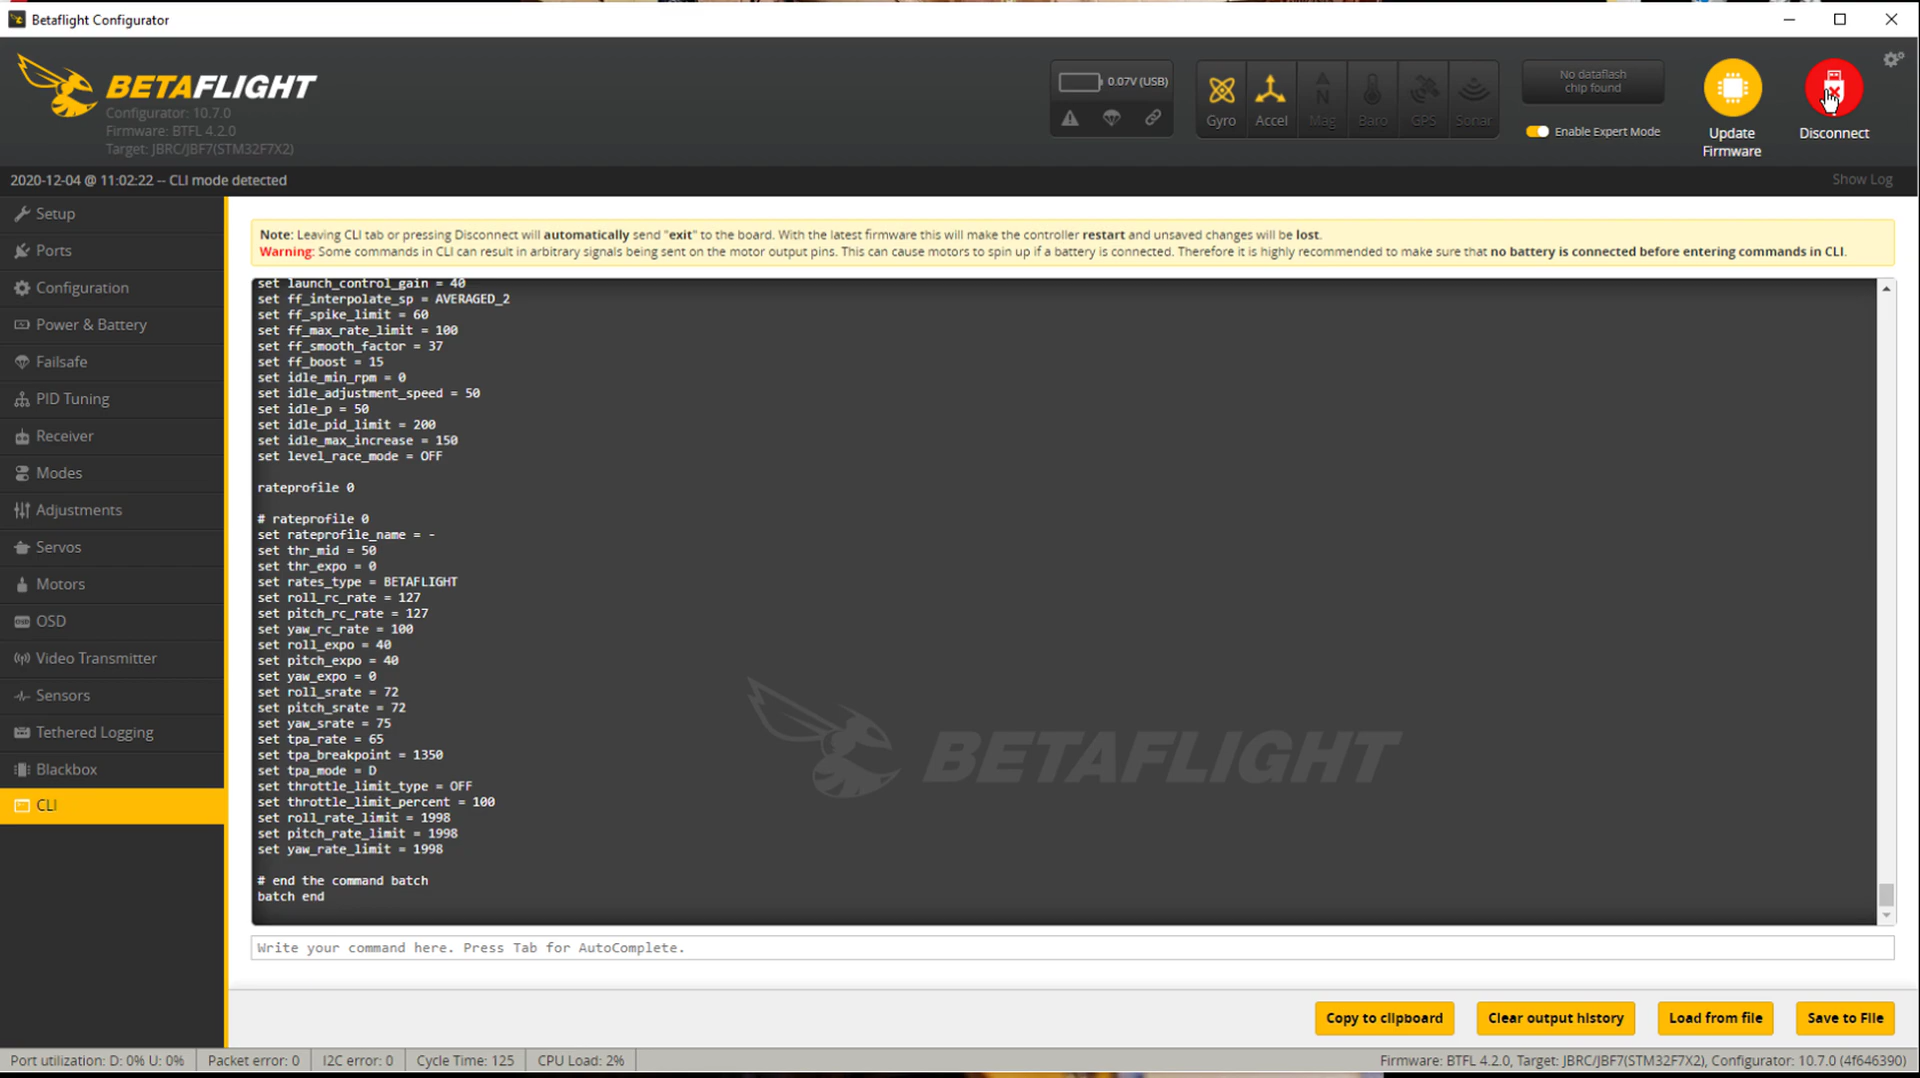 Betaflight Configurator
BETAFLIGHT
Configurator: 10.7.0
Firmware: BTFL 4.2.0
Target: JBRC/JBF7(STM32F7X2)
0.07V (USB)
Gyro
Accel
Mag
Baro
GPS
Sonar
No dataflash
chip found
Enable Expert Mode
Update
Firmware
Disconnect
2020-12-04 @ 11:02:22 -- CLI mode detected
Show Log
Setup
Ports
Configuration
Power & Battery
Failsafe
PID Tuning
Receiver
Modes
Adjustments
Servos
Motors
OSD
Video Transmitter
Sensors
Tethered Logging
Blackbox
CLI
Note: Leaving CLI tab or pressing Disconnect will automatically send "exit" to the board. With the latest firmware this will make the controller restart and unsaved changes will be lost.
Warning: Some commands in CLI can result in arbitrary signals being sent on the motor output pins. This can cause motors to spin up if a battery is connected. Therefore it is highly recommended to make sure that no battery is connected before entering commands in CLI.
set launch_control_gain = 40
set ff_interpolate_sp = AVERAGED_2
set ff_spike_limit = 60
set ff_max_rate_limit = 100
set ff_smooth_factor = 37
set ff_boost = 15
set idle_min_rpm = 0
set idle_adjustment_speed = 50
set idle_p = 50
set idle_pid_limit = 200
set idle_max_increase = 150
set level_race_mode = OFF
rateprofile 0
# rateprofile 0
set rateprofile_name = -
set thr_mid = 50
set thr_expo = 0
set rates_type = BETAFLIGHT
set roll_rc_rate = 127
set pitch_rc_rate = 127
set yaw_rc_rate = 100
set roll_expo = 40
set pitch_expo = 40
set yaw_expo = 0
set roll_srate = 72
set pitch_srate = 72
set yaw_srate = 75
set tpa_rate = 65
set tpa_breakpoint = 1350
set tpa_mode = D
set throttle_limit_type = OFF
set throttle_limit_percent = 100
set roll_rate_limit = 1998
set pitch_rate_limit = 1998
set yaw_rate_limit = 1998
# end the command batch
batch end
BETAFLIGHT
Write your command here. Press Tab for AutoComplete.
Copy to clipboard
Clear output history
Load from file
Save to File
Port utilization: D: 0% U: 0%
Packet error: 0
I2C error: 0
Cycle Time: 125
CPU Load: 2%
Firmware: BTFL 4.2.0, Target: JBRC/JBF7(STM32F7X2), Configurator: 10.7.0 (4f646390)